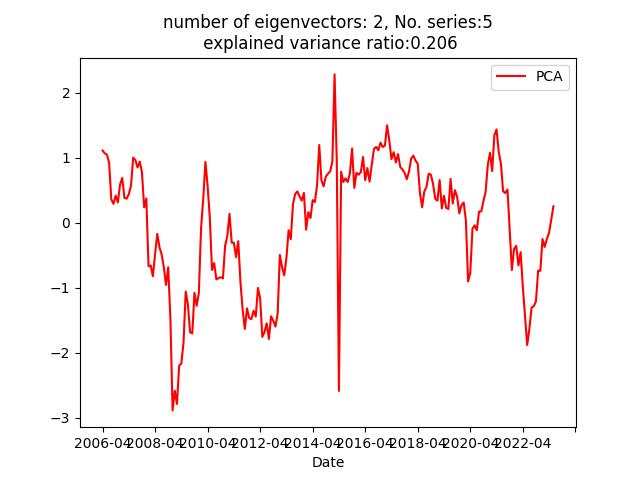 number of eigenvectors: 2, No. series:5
explained variance ratio:0.206
PCA
2
1
0
−1
−2
−3
2006-04 2008-04 2010-04 2012-04 2014-04 2016-04 2018-04 2020-04 2022-04
Date